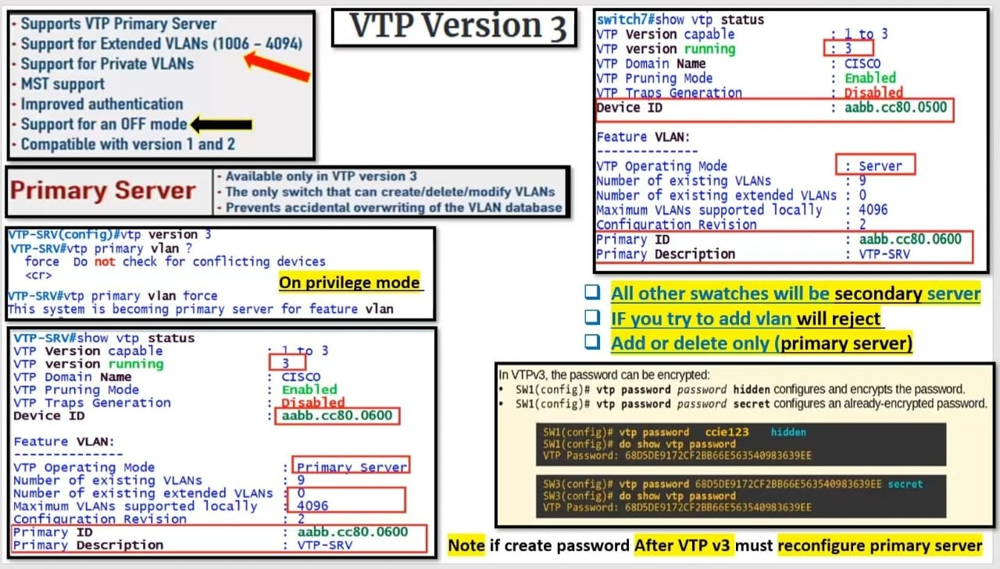 VTP Version 3
- Supports VTP Primary Server
- Support for Extended VLANs (1006 – 4094)
- Support for Private VLANs
- MST support
- Improved authentication
- Support for an OFF mode
- Compatible with version 1 and 2
Primary Server
- Available only in VTP version 3
- The only switch that can create/delete/modify VLANs
- Prevents accidental overwriting of the VLAN database
VTP-SRV(config)#vtp version 3
VTP-SRV#vtp primary vlan ?
force  Do not check for conflicting devices
<cr>
On privilege mode
VTP-SRV#vtp primary vlan force
This system is becoming primary server for feature vlan
VTP-SRV#show vtp status
VTP Version capable : 1 to 3
VTP version running : 3
VTP Domain Name : CISCO
VTP Pruning Mode : Enabled
VTP Traps Generation : Disabled
Device ID : aabb.cc80.0600
Feature VLAN:
--------------
VTP Operating Mode : Primary Server
Number of existing VLANs : 9
Number of existing extended VLANs : 0
Maximum VLANs supported locally : 4096
Configuration Revision : 2
Primary ID : aabb.cc80.0600
Primary Description : VTP-SRV
switch7#show vtp status
VTP Version capable : 1 to 3
VTP version running : 3
VTP Domain Name : CISCO
VTP Pruning Mode : Enabled
VTP Traps Generation : Disabled
Device ID : aabb.cc80.0500
Feature VLAN:
--------------
VTP Operating Mode : Server
Number of existing VLANs : 9
Number of existing extended VLANs : 0
Maximum VLANs supported locally : 4096
Configuration Revision : 2
Primary ID : aabb.cc80.0600
Primary Description : VTP-SRV
❑ All other swatches will be secondary server
❑ IF you try to add vlan will reject
❑ Add or delete only (primary server)
In VTPv3, the password can be encrypted:
• SW1(config)# vtp password password hidden configures and encrypts the password.
• SW1(config)# vtp password password secret configures an already-encrypted password.
SW1(config)# vtp password ccie123 hidden
SW1(config)# do show vtp password
VTP Password: 68D5DE9172CF2BB66E563540983639EE
SW3(config)# vtp password 68D5DE9172CF2BB66E563540983639EE secret
SW3(config)# do show vtp password
VTP Password: 68D5DE9172CF2BB66E563540983639EE
Note if create password After VTP v3 must reconfigure primary server